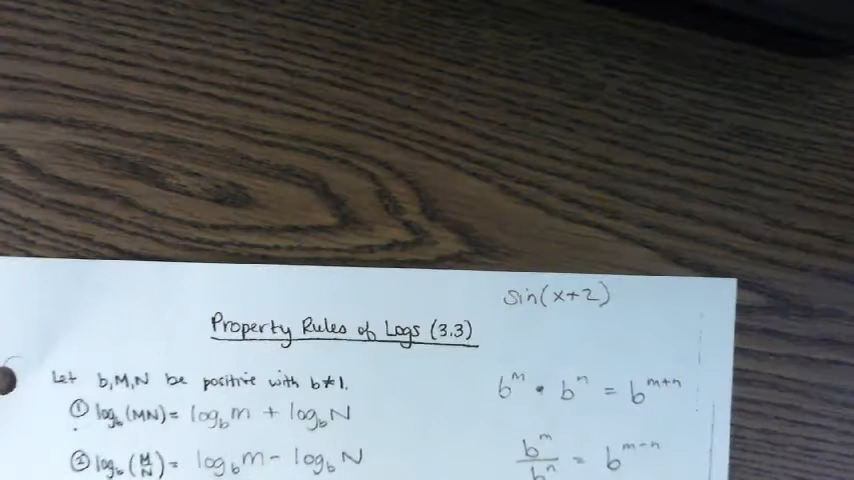 sin(x+2)
Property Rules of Logs (3.3)
Let b,M,N be positive with b≠1.
① log_b(MN)= log_b m + log_b N
b^m • b^n = b^{m+n}
② log_b(M/N)= log_b m - log_b N
b^m/b^n = b^{m-n}